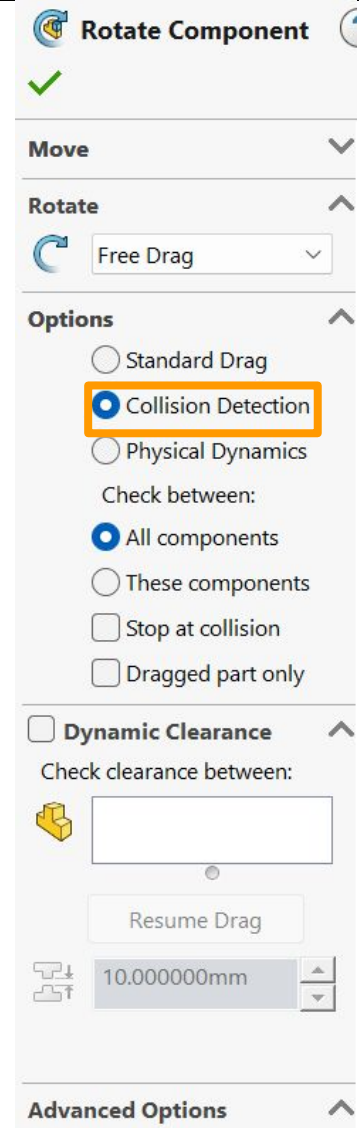 Rotate Component
Move
Rotate
Free Drag
Options
Standard Drag
Collision Detection
Physical Dynamics
Check between:
All components
These components
Stop at collision
Dragged part only
Dynamic Clearance
Check clearance between:
Resume Drag
10.000000mm
Advanced Options